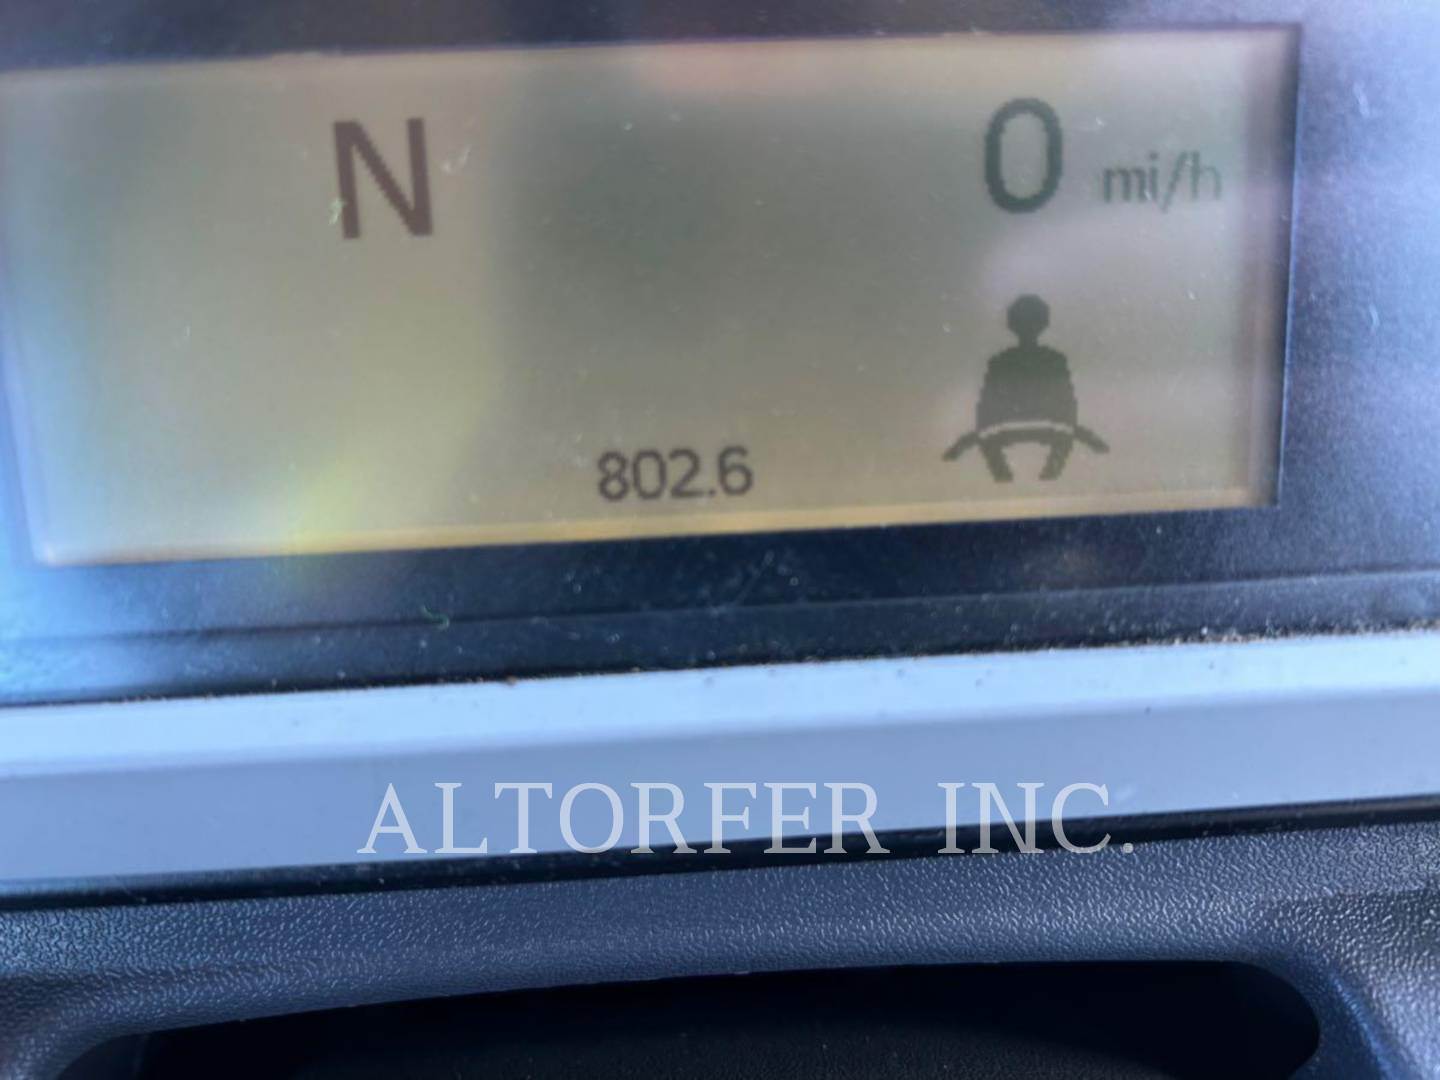 N 0 mi/h
802.6
ALTORFER INC.